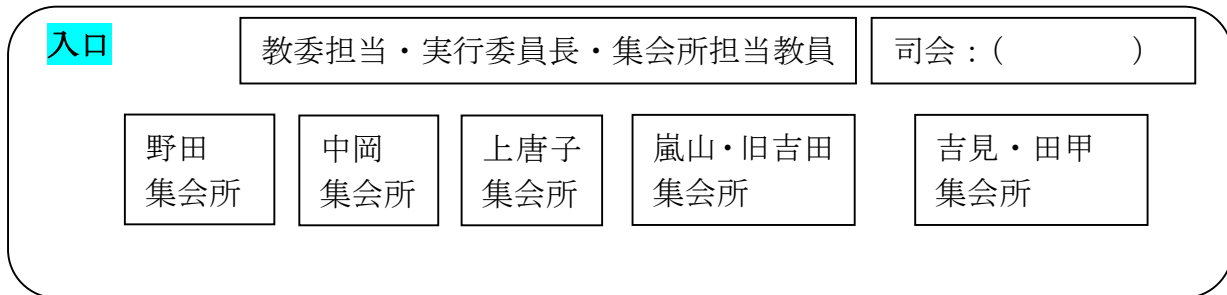 入口
教委担当・実行委員長・集会所担当教員
司会：(　　　　)
野田
集会所
中岡
集会所
上唐子
集会所
嵐山・旧吉田
集会所
吉見・田甲
集会所